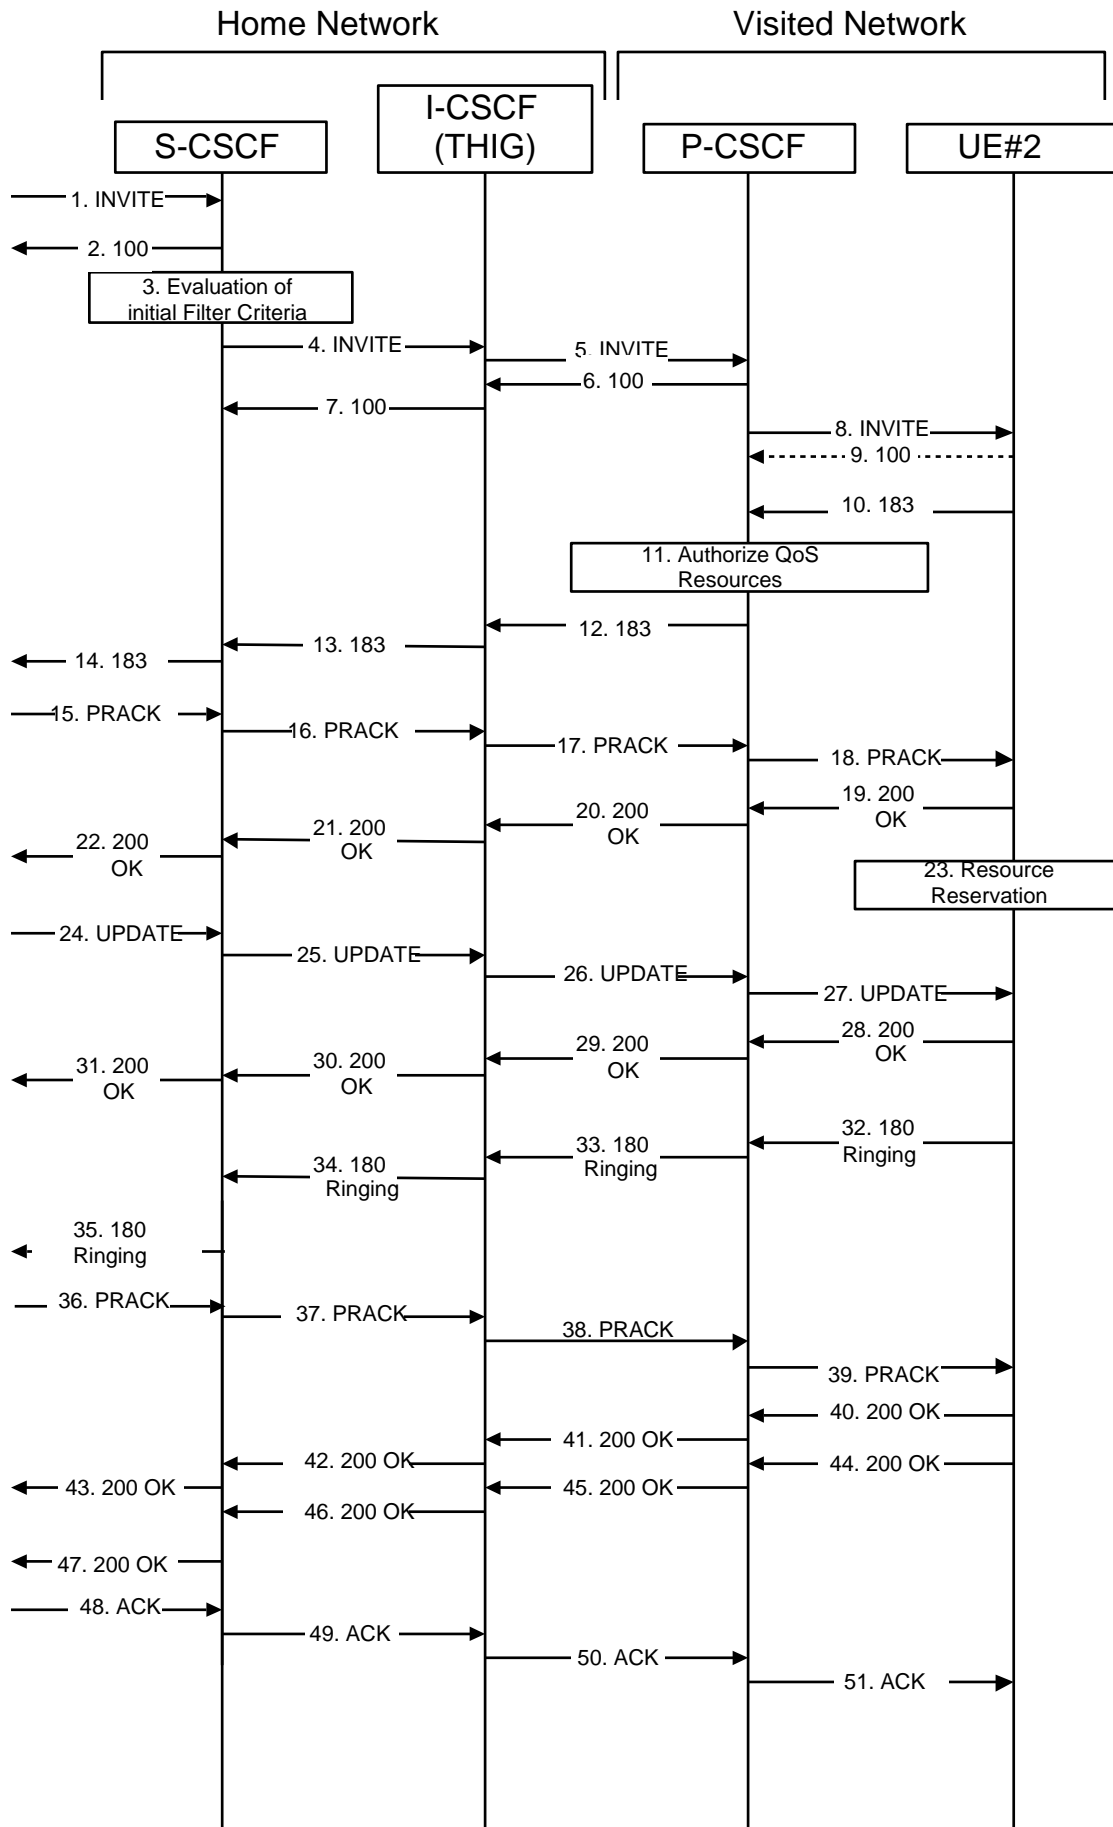 Home Network
Visited Network
I-CSCF
(THIG)
S-CSCF
P-CSCF
UE#2
1. INVITE
2. 100
3. Evaluation of
initial Filter Criteria
4. INVITE
5. INVITE
6. 100
7. 100
8. INVITE
9. 100
10. 183
11. Authorize QoS
Resources
12. 183
13. 183
14. 183
15. PRACK
16. PRACK
17. PRACK
18. PRACK
19. 200
OK
20. 200
OK
21. 200
OK
22. 200
OK
23. Resource
Reservation
24. UPDATE
25. UPDATE
26. UPDATE
27. UPDATE
28. 200
OK
29. 200
OK
30. 200
OK
31. 200
OK
32. 180
Ringing
33. 180
Ringing
34. 180
Ringing
35. 180
Ringing
36. PRACK
37. PRACK
38. PRACK
39. PRACK
40. 200 OK
41. 200 OK
42. 200 OK
43. 200 OK
44. 200 OK
45. 200 OK
46. 200 OK
47. 200 OK
48. ACK
49. ACK
50. ACK
51. ACK